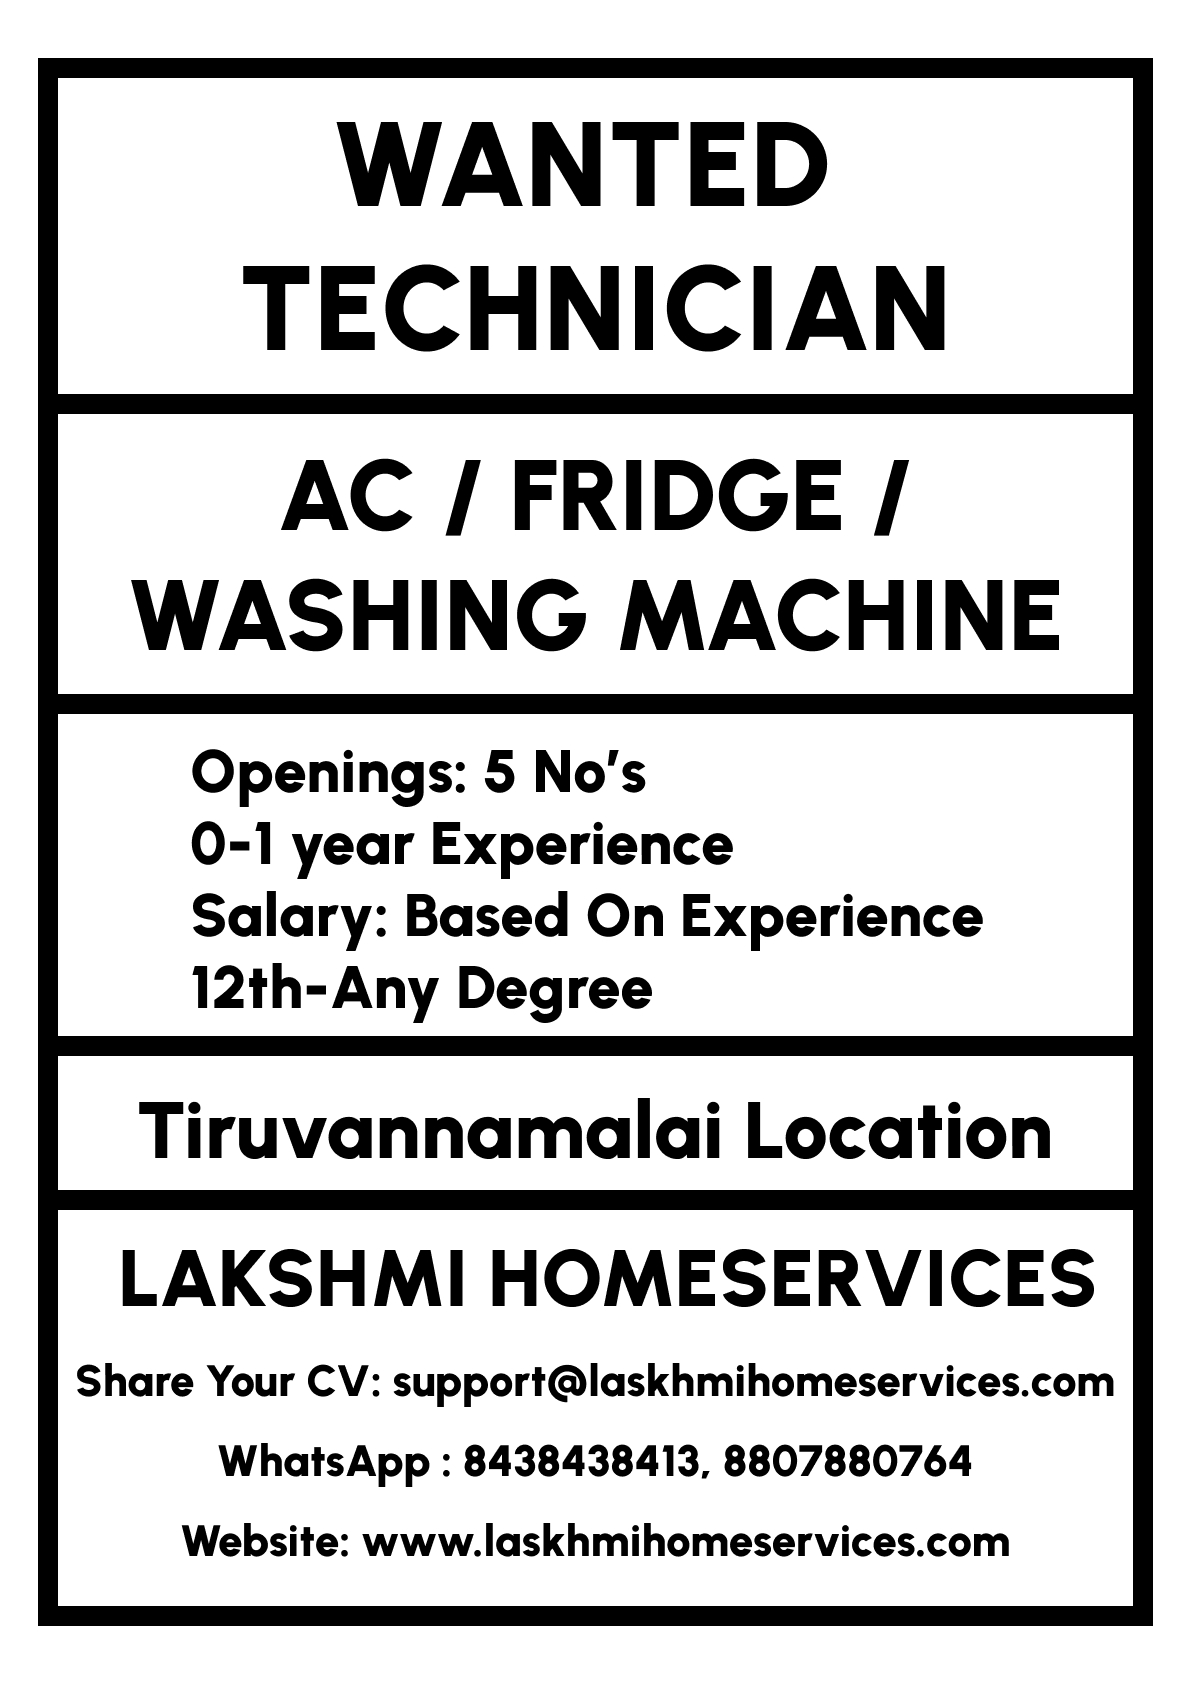 WANTED
TECHNICIAN
AC / FRIDGE /
WASHING MACHINE
Openings: 5 No's
0-1 year Experience
Salary: Based On Experience
12th-Any Degree
Tiruvannamalai Location
LAKSHMI HOMESERVICES
Share Your CV: support@laskhmihomeservices.com
WhatsApp : 8438438413, 8807880764
Website: www.laskhmihomeservices.com